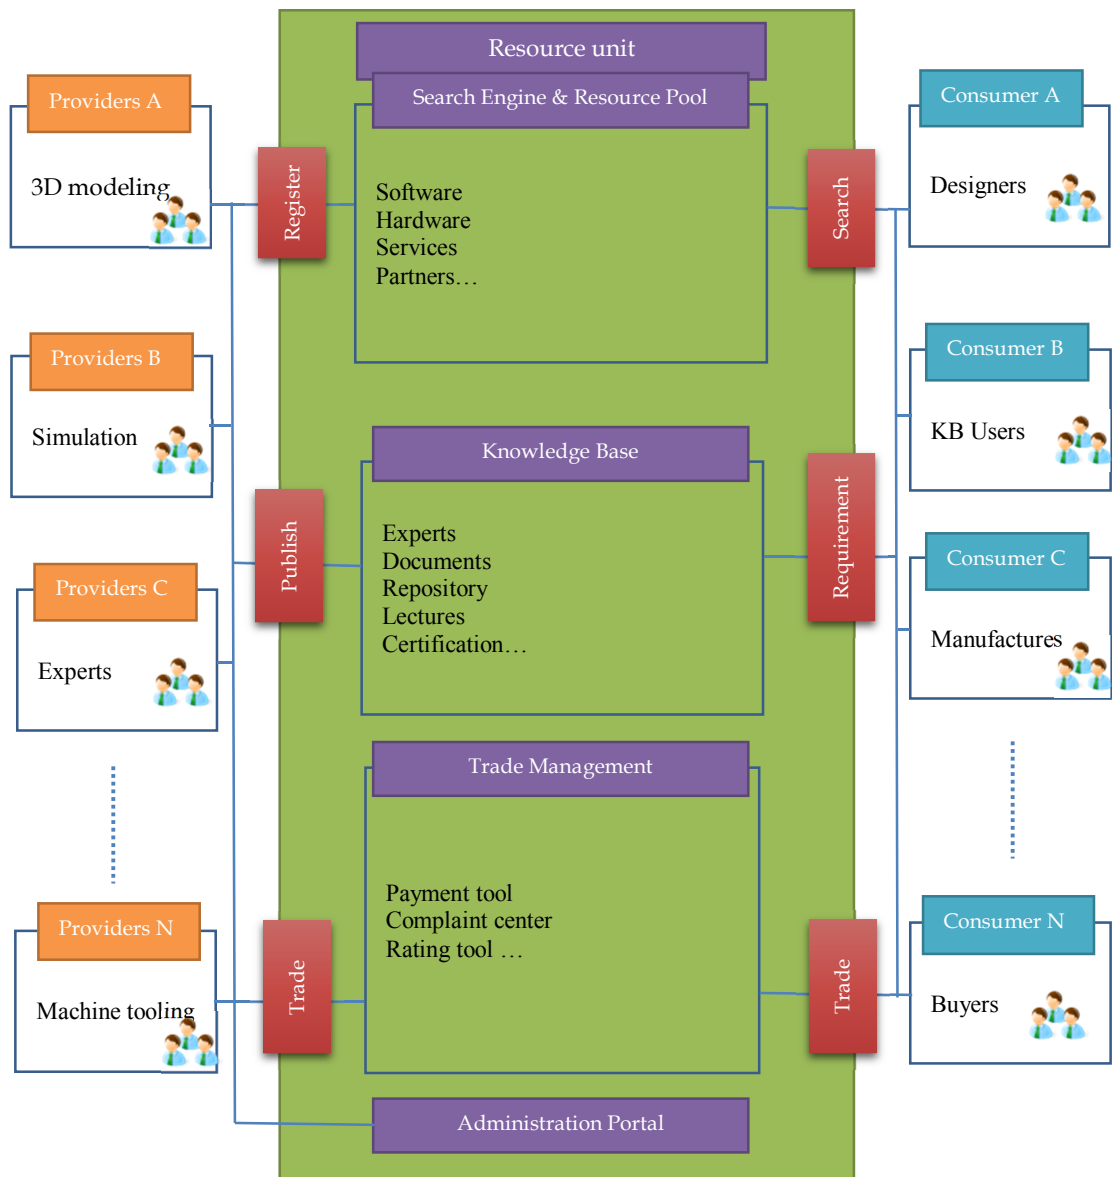 Resource unit
Search Engine & Resource Pool
Software
Hardware
Services
Partners…
Providers A
3D modeling
Register
Search
Consumer A
Designers
Providers B
Simulation
Consumer B
KB Users
Knowledge Base
Experts
Documents
Repository
Lectures
Certification…
Publish
Requirement
Providers C
Experts
Consumer C
Manufactures
Trade Management
Payment tool
Complaint center
Rating tool …
Providers N
Machine tooling
Trade
Trade
Consumer N
Buyers
Administration Portal